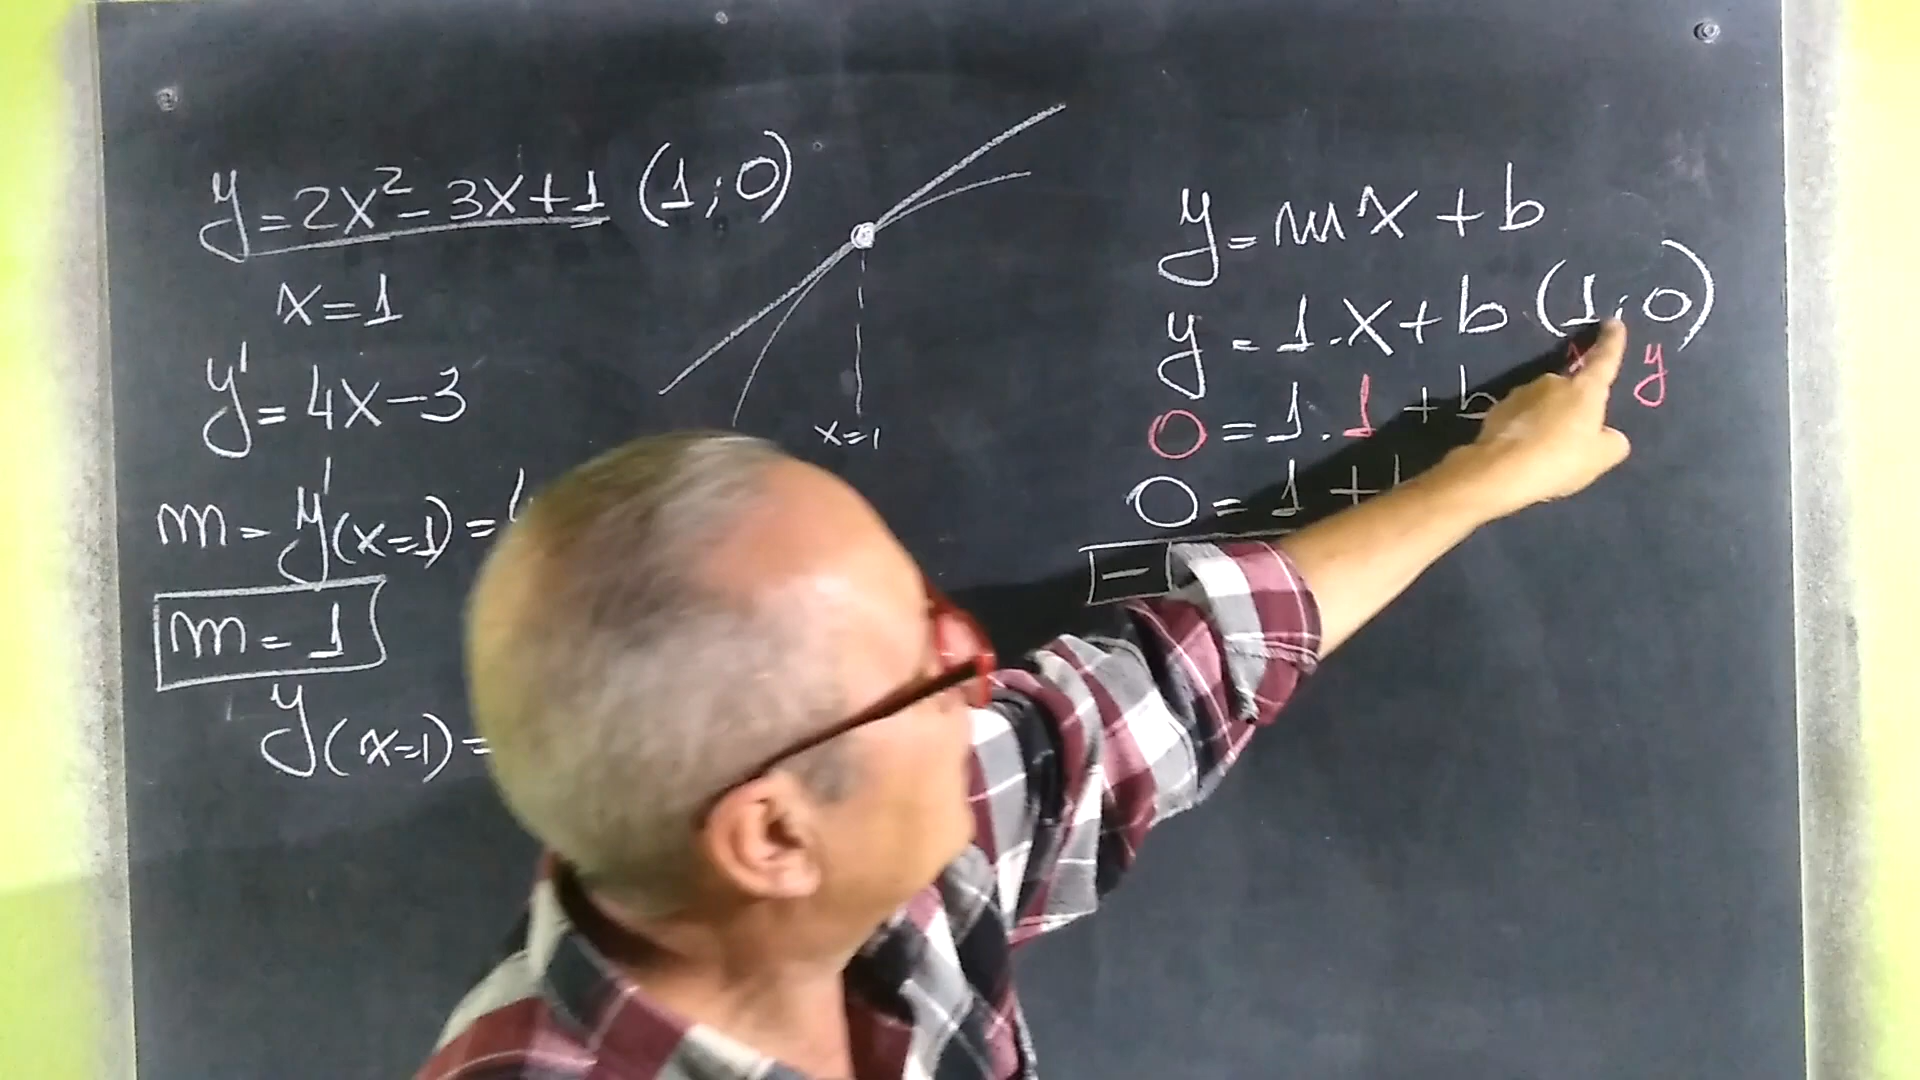 y=2x²-3x+1 (1;0)
x=1
y'=4x-3
m=y'(x=1)=
m=1
y(x=1)=
x=1
y=mx+b
y=1.x+b (1;0)
x y
0=1.1+b
0=1+
-